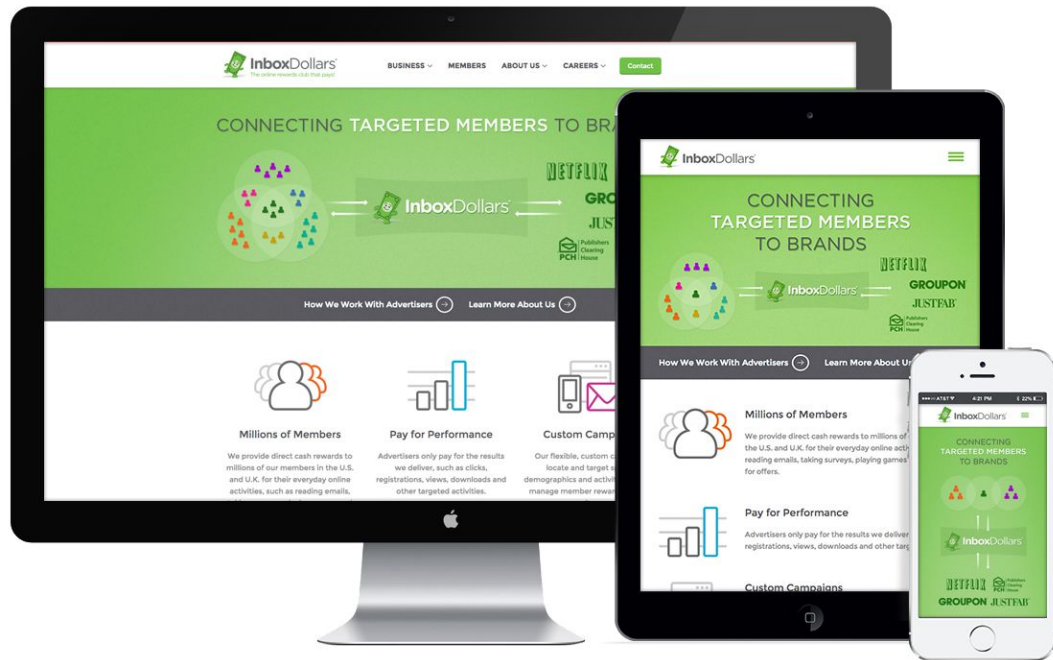 InboxDollars®
The online rewards club that pays!
BUSINESS MEMBERS ABOUT US CAREERS Contact
CONNECTING TARGETED MEMBERS TO BRA
NETFLIX
InboxDollars®
GRO
JUS
PCH Publishers
Clearing
House
How We Work With Advertisers Learn More About Us
Millions of Members
We provide direct cash rewards to
millions of our members in the U.S.
and U.K. for their everyday online
activities, such as reading emails,
Pay for Performance
Advertisers only pay for the results
we deliver, such as clicks,
registrations, views, downloads and
other targeted activities.
Custom Camp
Our flexible, custom c
locate and target s
demographics and activit
manage member rewar
InboxDollars®
CONNECTING
TARGETED MEMBERS
TO BRANDS
NETFLIX
InboxDollars®
GROUPON
JUSTFAB®
PCH Publishers
Clearing
House
How We Work With Advertisers Learn More About Us
Millions of Members
We provide direct cash rewards to millions of
the U.S. and U.K. for their everyday online acti
reading emails, taking surveys, playing games
for offers.
Pay for Performance
Advertisers only pay for the results we deliver
registrations, views, downloads and other targ
Custom Campaigns
AT&T 4:21 PM 22%
InboxDollars®
CONNECTING
TARGETED MEMBERS
TO BRANDS
InboxDollars®
NETFLIX PCH Publishers
Clearing
House
GROUPON JUSTFAB®